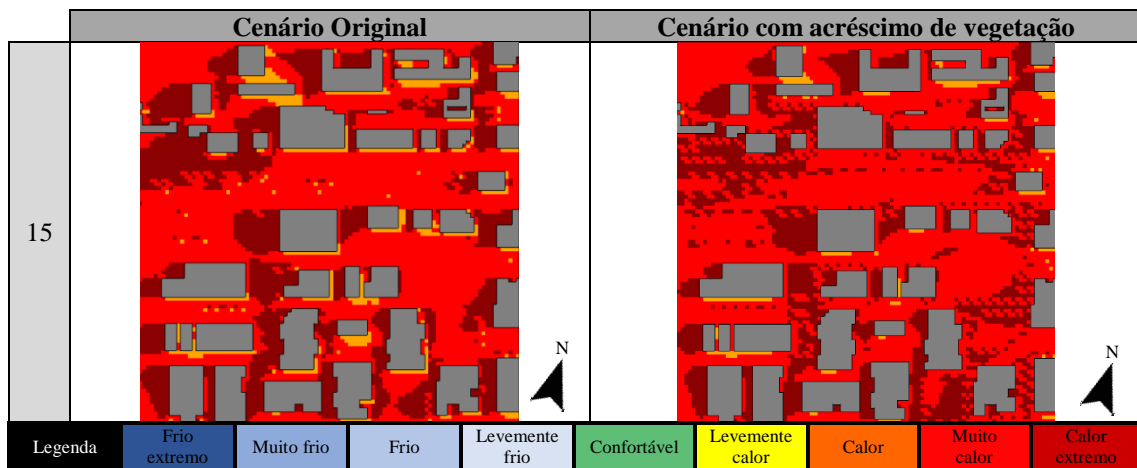 Cenário Original
Cenário com acréscimo de vegetação
15
N
N
Legenda
Frio
extremo
Muito frio
Frio
Levemente
frio
Confortável
Levemente
calor
Calor
Muito
calor
Calor
extremo